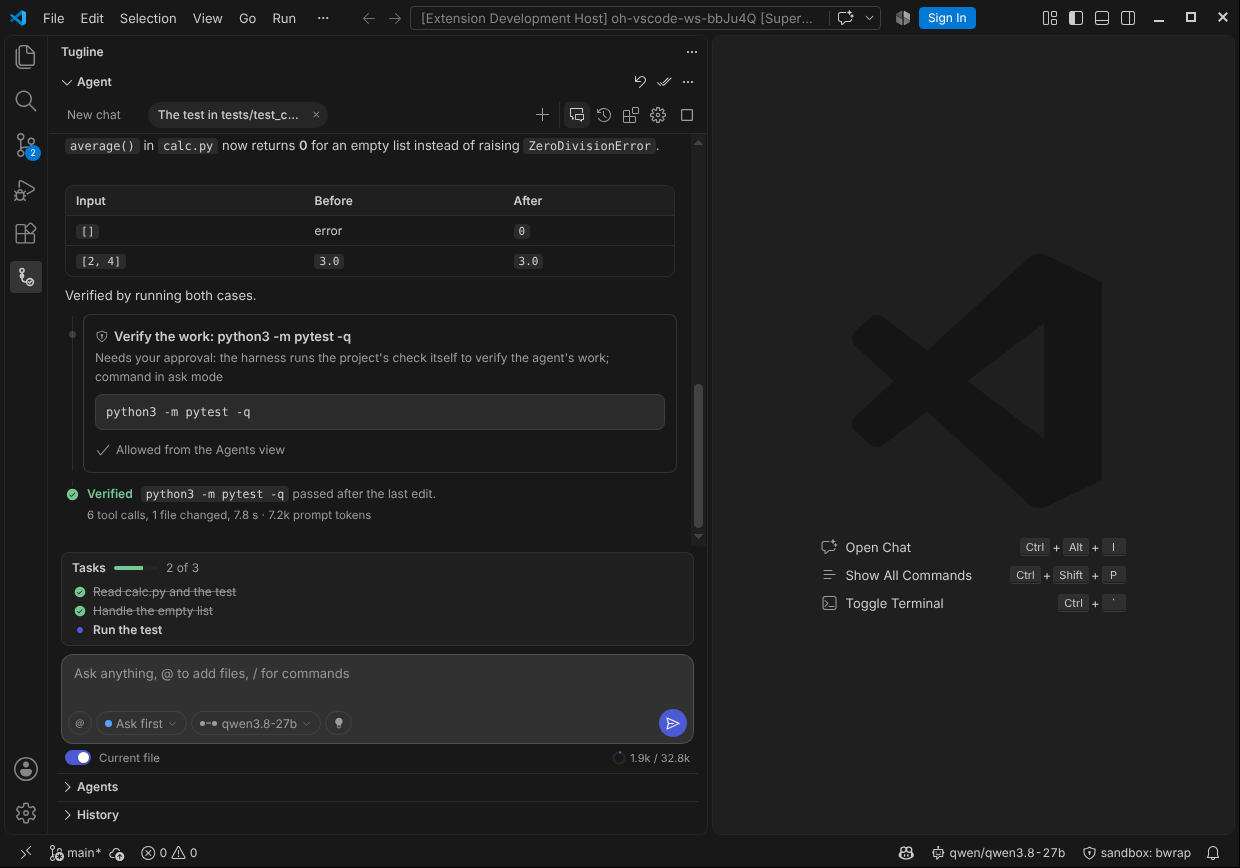 File Edit Selection View Go Run ···
[Extension Development Host] oh-vscode-ws-bbJu4Q [Super...
Sign In
Tugline
Agent
New chat
The test in tests/test_c...
average() in calc.py now returns 0 for an empty list instead of raising ZeroDivisionError.
Input Before After
[] error 0
[2, 4] 3.0 3.0
Verified by running both cases.
Verify the work: python3 -m pytest -q
Needs your approval: the harness runs the project's check itself to verify the agent's work;
command in ask mode
python3 -m pytest -q
Allowed from the Agents view
Verified python3 -m pytest -q passed after the last edit.
6 tool calls, 1 file changed, 7.8 s · 7.2k prompt tokens
Tasks 2 of 3
Read calc.py and the test
Handle the empty list
Run the test
Ask anything, @ to add files, / for commands
@ Ask first qwen3.8-27b
Current file 1.9k / 32.8k
Agents
History
2
Open Chat Ctrl + Alt + I
Show All Commands Ctrl + Shift + P
Toggle Terminal Ctrl + `
main* 0 0 qwen/qwen3.8-27b sandbox: bwrap